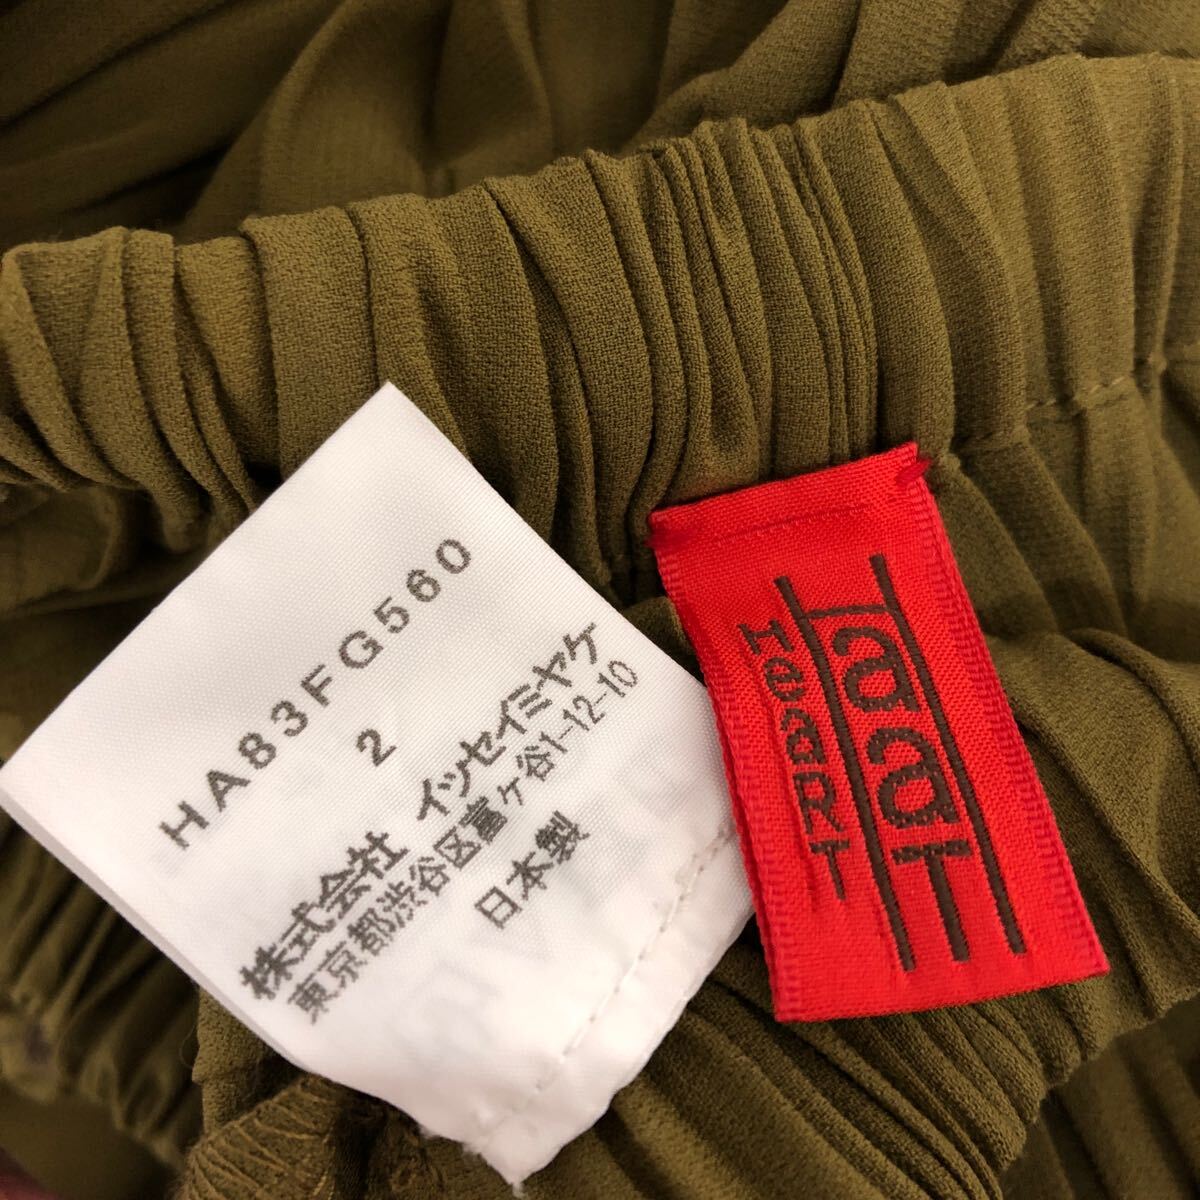 HA83FG560
2
株式会社 イッセイミヤケ
東京都渋谷区富ヶ谷1-12-10
日本製
HaaT
HeaRT